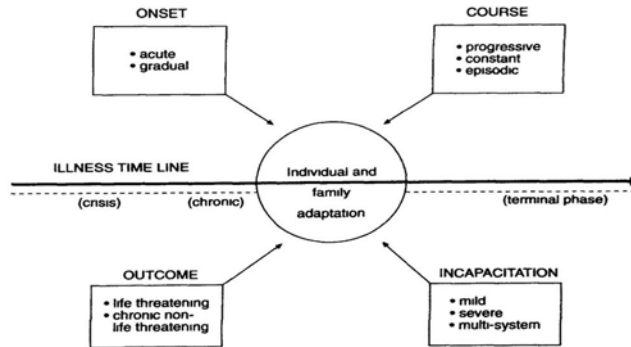 ONSET
• acute
• gradual
COURSE
• progressive
• constant
• episodic
ILLNESS TIME LINE
(crisis)
(chronic)
Individual and
family
adaptation
(terminal phase)
OUTCOME
• life threatening
• chronic non-
life threatening
INCAPACITATION
• mild
• severe
• multi-system